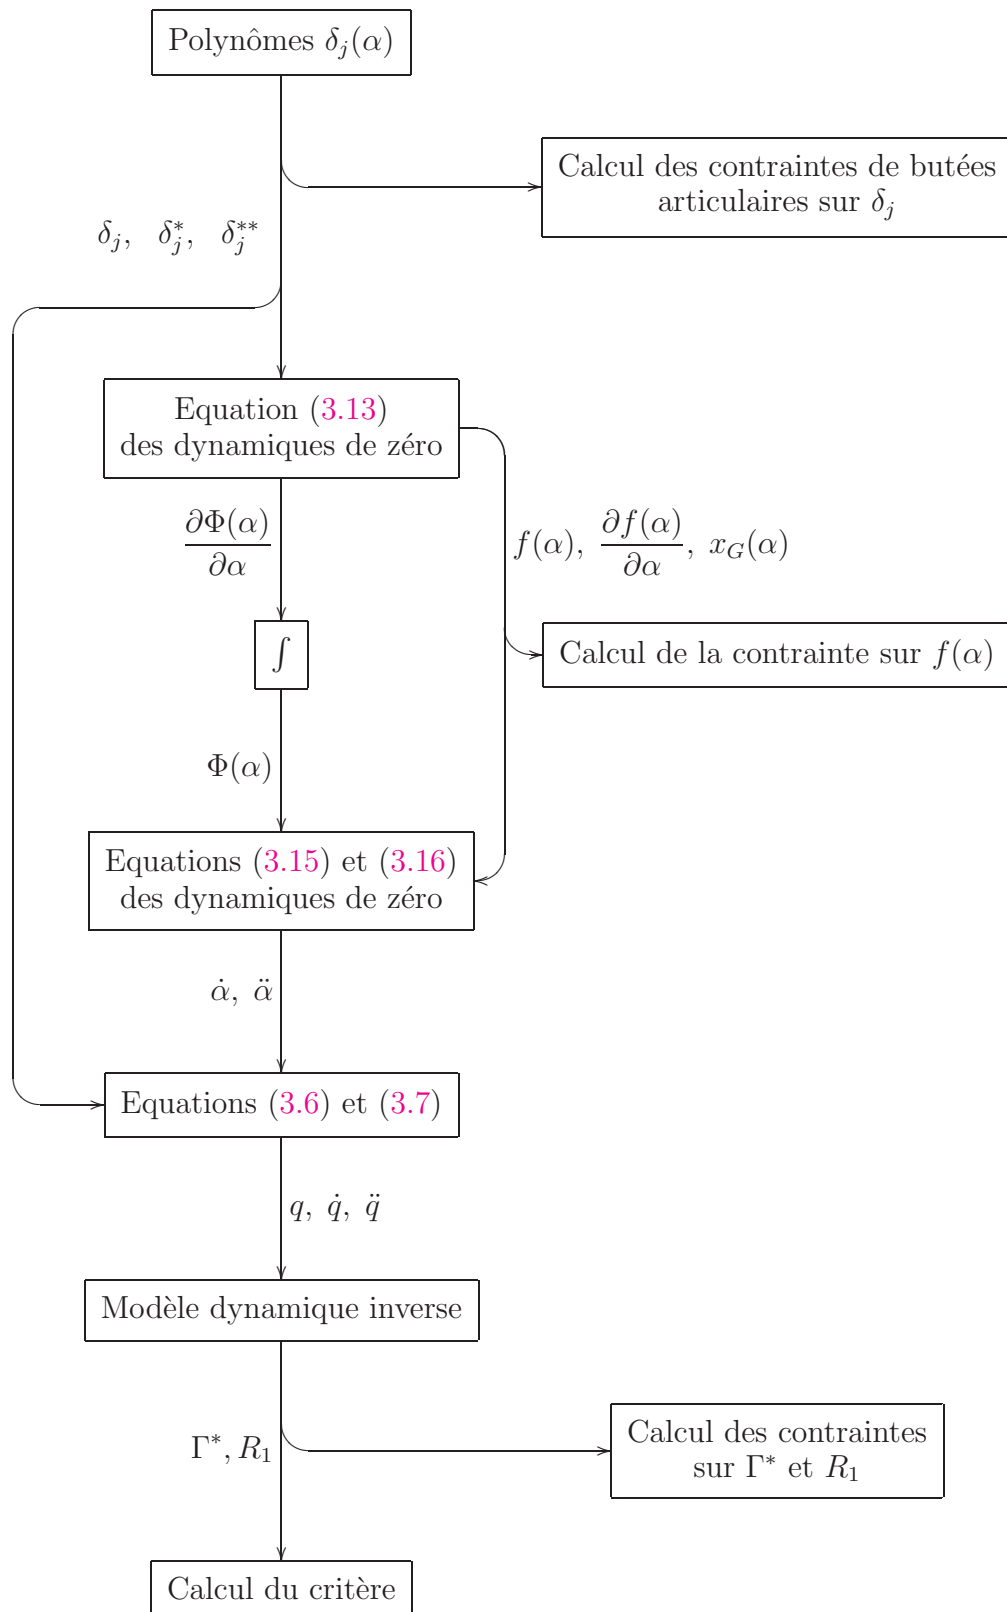 Polynômes δ_j(α)
Calcul des contraintes de butées
articulaires sur δ_j
δ_j, δ_j^*, δ_j^{**}
Equation (3.13)
des dynamiques de zéro
∂Φ(α)/∂α
f(α), ∂f(α)/∂α, x_G(α)
∫
Calcul de la contrainte sur f(α)
Φ(α)
Equations (3.15) et (3.16)
des dynamiques de zéro
α̇, α̈
Equations (3.6) et (3.7)
q, q̇, q̈
Modèle dynamique inverse
Γ^*, R_1
Calcul des contraintes
sur Γ^* et R_1
Calcul du critère